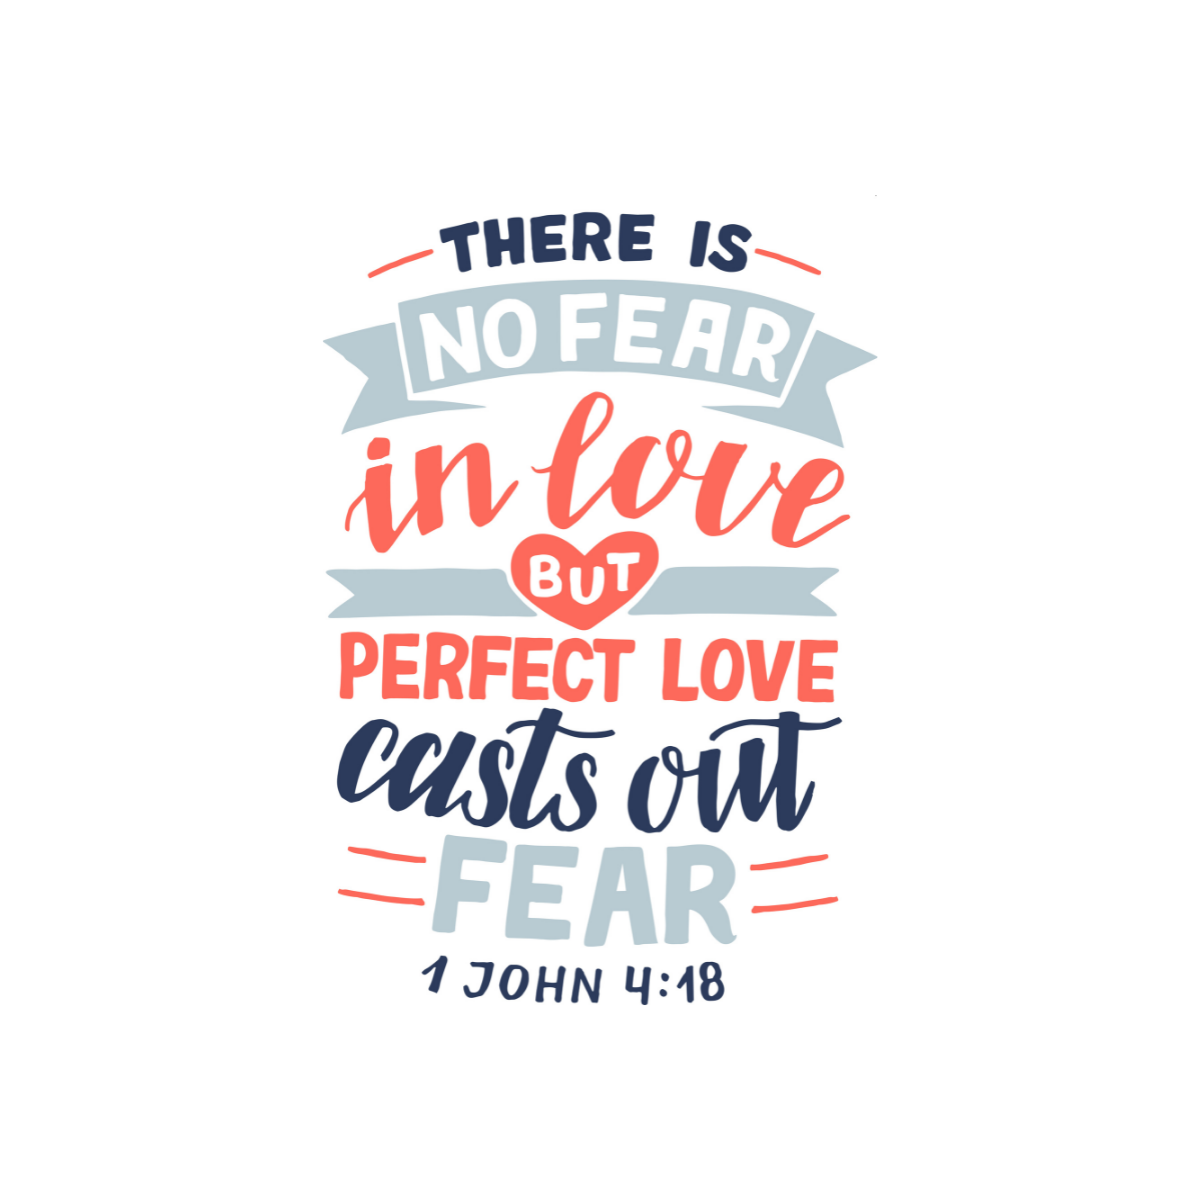 THERE IS
NO FEAR
in love
BUT
PERFECT LOVE
casts out
FEAR
1 JOHN 4:18